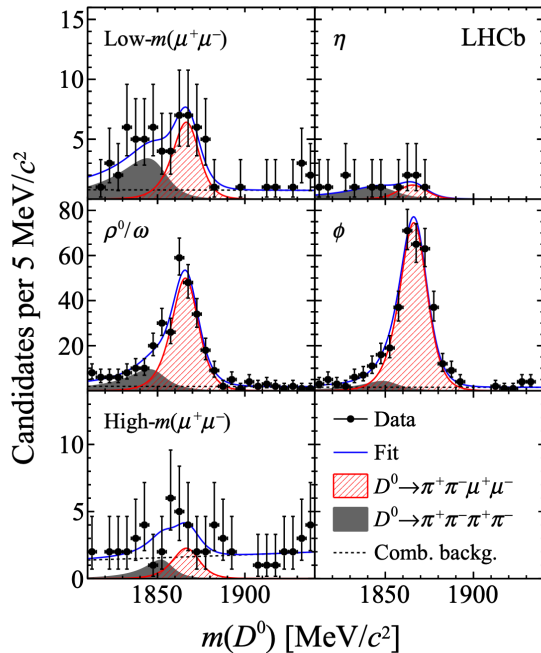 Low-m(μ⁺μ⁻)
η
LHCb
15
10
5
ρ⁰/ω
ϕ
80
60
40
20
High-m(μ⁺μ⁻)
10
5
0
Data
Fit
D⁰→π⁺π⁻μ⁺μ⁻
D⁰→π⁺π⁻π⁺π⁻
Comb. backg.
1850 1900 1850 1900
m(D⁰) [MeV/c²]
Candidates per 5 MeV/c²